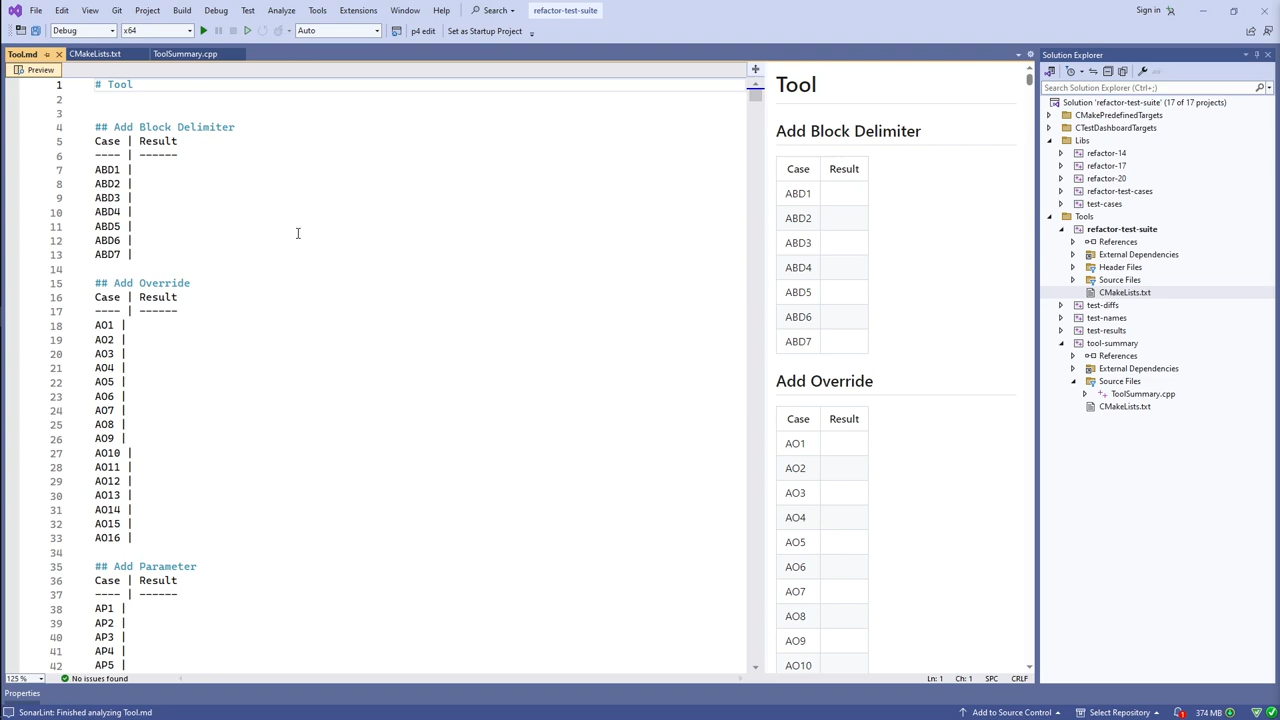 File Edit View Git Project Build Debug Test Analyze Tools Extensions Window Help Search refactor-test-suite Sign in
Debug x64 Auto p4 edit Set as Startup Project
Tool.md CMakeLists.txt ToolSummary.cpp
Preview
1 # Tool
2
3
4 ## Add Block Delimiter
5 Case | Result
6 ---- | ------
7 ABD1 |
8 ABD2 |
9 ABD3 |
10 ABD4 |
11 ABD5 |
12 ABD6 |
13 ABD7 |
14
15 ## Add Override
16 Case | Result
17 ---- | ------
18 AO1 |
19 AO2 |
20 AO3 |
21 AO4 |
22 AO5 |
23 AO6 |
24 AO7 |
25 AO8 |
26 AO9 |
27 AO10 |
28 AO11 |
29 AO12 |
30 AO13 |
31 AO14 |
32 AO15 |
33 AO16 |
34
35 ## Add Parameter
36 Case | Result
37 ---- | ------
38 AP1 |
39 AP2 |
40 AP3 |
41 AP4 |
42 AP5 |
Tool
Add Block Delimiter
Case Result
ABD1
ABD2
ABD3
ABD4
ABD5
ABD6
ABD7
Add Override
Case Result
AO1
AO2
AO3
AO4
AO5
AO6
AO7
AO8
AO9
AO10
Solution Explorer
Search Solution Explorer (Ctrl+;)
Solution 'refactor-test-suite' (17 of 17 projects)
CMakePredefinedTargets
CTestDashboardTargets
Libs
refactor-14
refactor-17
refactor-20
refactor-test-cases
test-cases
Tools
refactor-test-suite
References
External Dependencies
Header Files
Source Files
CMakeLists.txt
test-diffs
test-names
test-results
tool-summary
References
External Dependencies
Source Files
ToolSummary.cpp
CMakeLists.txt
125 % No issues found Ln: 1 Ch: 1 SPC CRLF
Properties
SonarLint: Finished analyzing Tool.md Add to Source Control Select Repository 1 374 MB